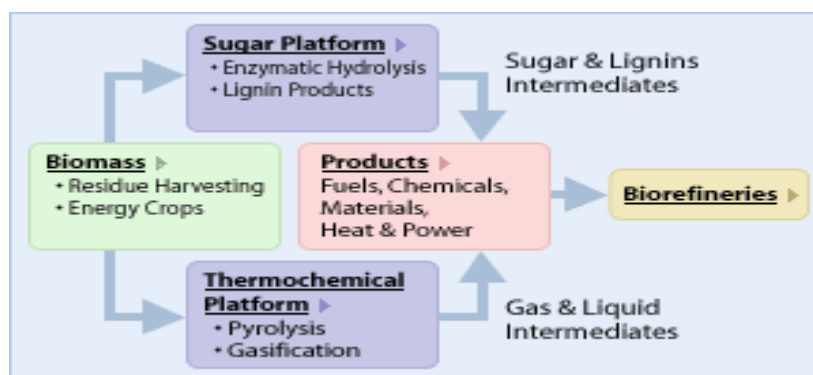 Sugar Platform
• Enzymatic Hydrolysis
• Lignin Products
Sugar & Lignins
Intermediates
Biomass
• Residue Harvesting
• Energy Crops
Products
Fuels, Chemicals,
Materials,
Heat & Power
Biorefineries
Thermochemical
Platform
• Pyrolysis
• Gasification
Gas & Liquid
Intermediates